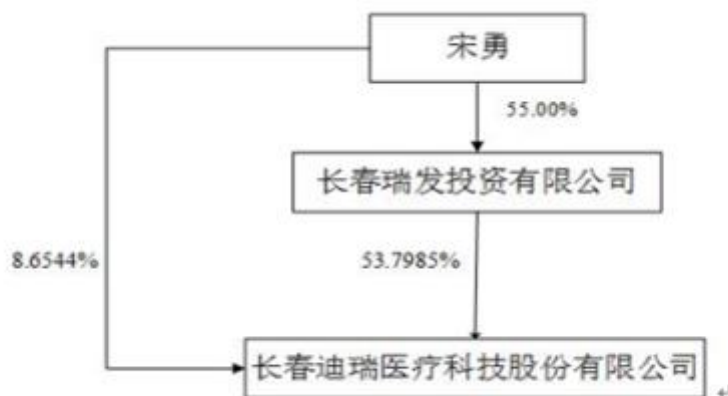 宋勇
55.00%
长春瑞发投资有限公司
8.6544%
53.7985%
长春迪瑞医疗科技股份有限公司